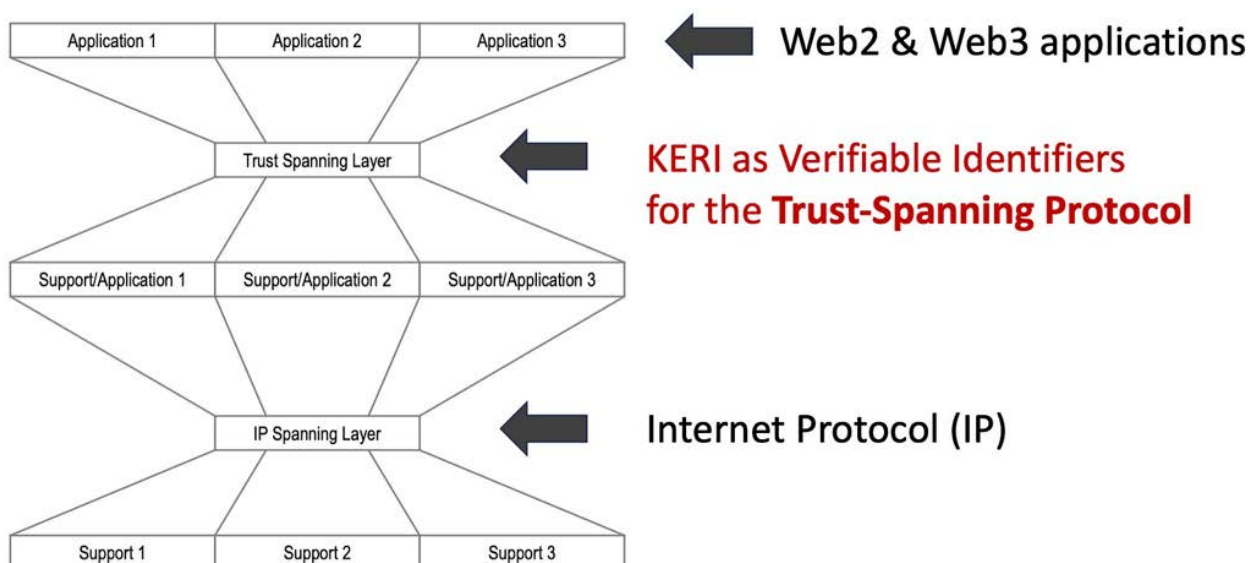 Application 1
Application 2
Application 3
Web2 & Web3 applications
Trust Spanning Layer
KERI as Verifiable Identifiers
for the Trust-Spanning Protocol
Support/Application 1
Support/Application 2
Support/Application 3
IP Spanning Layer
Internet Protocol (IP)
Support 1
Support 2
Support 3